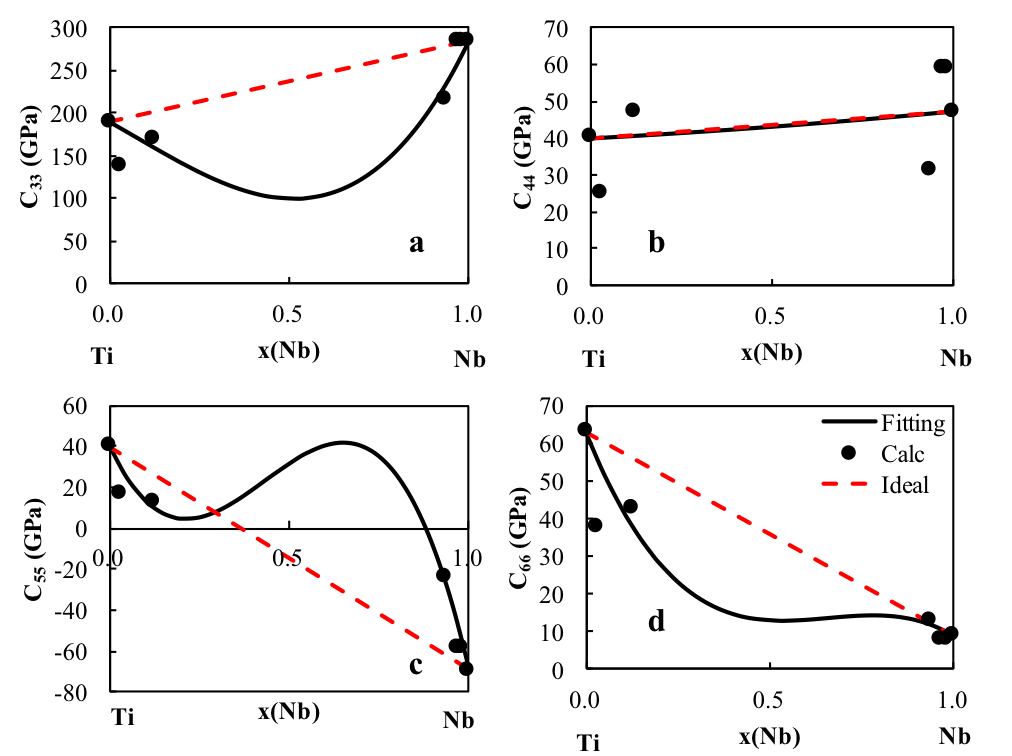 300
250
200
150
100
50
0
C₃₃ (GPa)
a
0.0 0.5 1.0
Ti x(Nb) Nb
70
60
50
40
30
20
10
0
C₄₄ (GPa)
b
0.0 0.5 1.0
Ti x(Nb) Nb
60
40
20
0
-20
-40
-60
-80
C₅₅ (GPa)
0.0 0.5 1.0
c
Ti x(Nb) Nb
70
60
50
40
30
20
10
0
C₆₆ (GPa)
Fitting
Calc
Ideal
d
0.0 0.5 1.0
Ti x(Nb) Nb